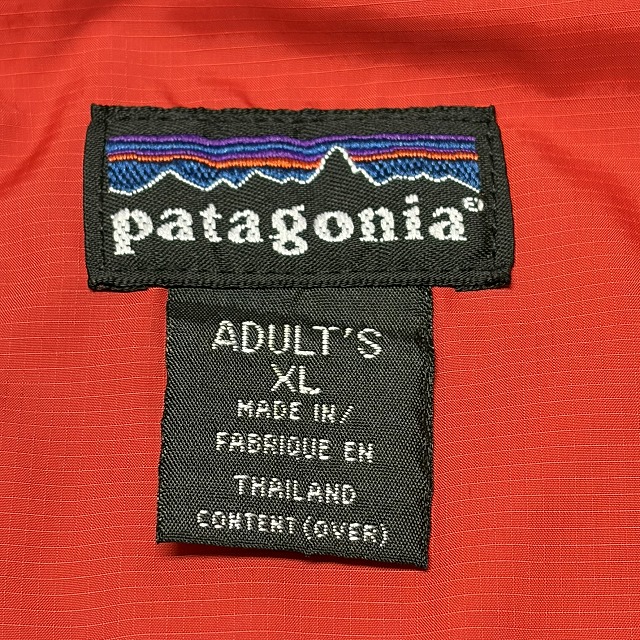 patagonia®
ADULT'S
XL
MADE IN/
FABRIQUE EN
THAILAND
CONTENT (OVER)